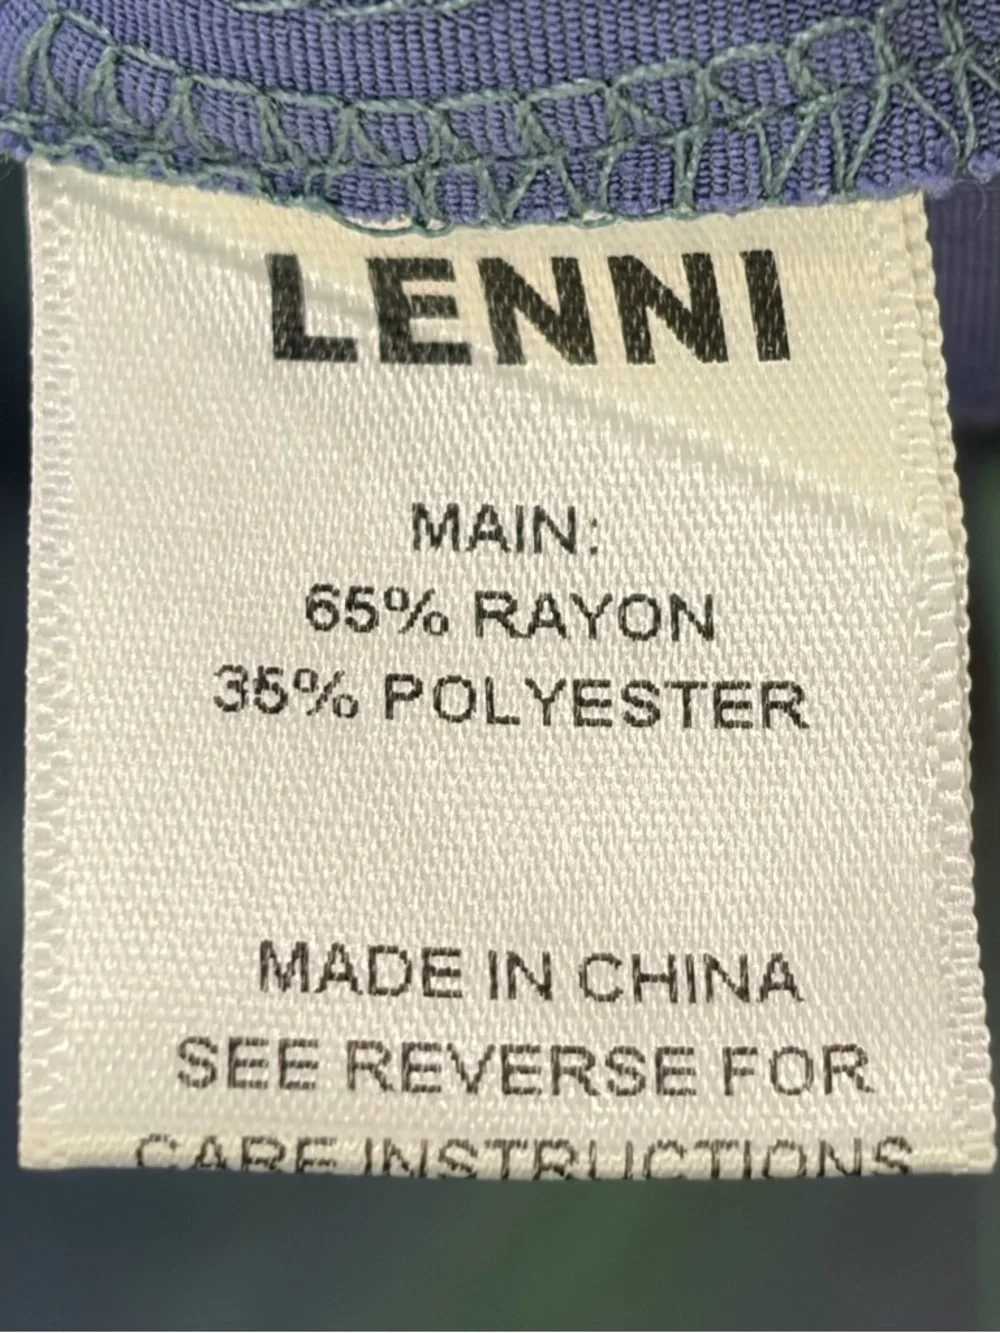 LENNI
MAIN:
65% RAYON
35% POLYESTER
MADE IN CHINA
SEE REVERSE FOR
CARE INSTRUCTIONS